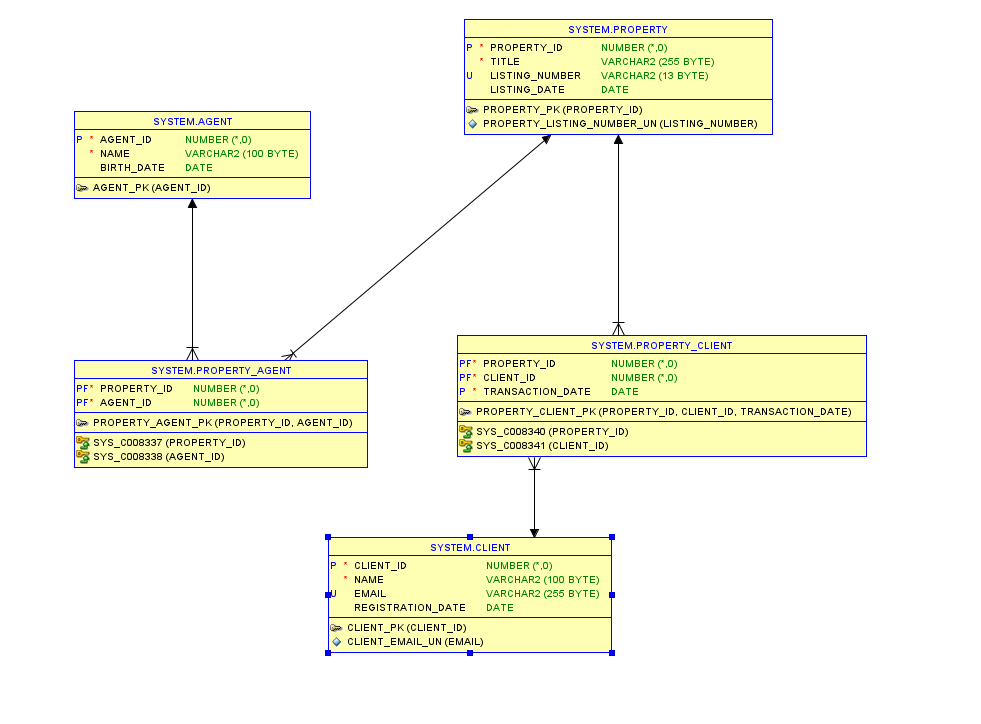 SYSTEM.PROPERTY
P * PROPERTY_ID NUMBER (*,0)
* TITLE VARCHAR2 (255 BYTE)
U LISTING_NUMBER VARCHAR2 (13 BYTE)
LISTING_DATE DATE
PROPERTY_PK (PROPERTY_ID)
PROPERTY_LISTING_NUMBER_UN (LISTING_NUMBER)
SYSTEM.AGENT
P * AGENT_ID NUMBER (*,0)
* NAME VARCHAR2 (100 BYTE)
BIRTH_DATE DATE
AGENT_PK (AGENT_ID)
SYSTEM.PROPERTY_AGENT
PF* PROPERTY_ID NUMBER (*,0)
PF* AGENT_ID NUMBER (*,0)
PROPERTY_AGENT_PK (PROPERTY_ID, AGENT_ID)
SYS_C008337 (PROPERTY_ID)
SYS_C008338 (AGENT_ID)
SYSTEM.PROPERTY_CLIENT
PF* PROPERTY_ID NUMBER (*,0)
PF* CLIENT_ID NUMBER (*,0)
P * TRANSACTION_DATE DATE
PROPERTY_CLIENT_PK (PROPERTY_ID, CLIENT_ID, TRANSACTION_DATE)
SYS_C008340 (PROPERTY_ID)
SYS_C008341 (CLIENT_ID)
SYSTEM.CLIENT
P * CLIENT_ID NUMBER (*,0)
* NAME VARCHAR2 (100 BYTE)
U EMAIL VARCHAR2 (255 BYTE)
REGISTRATION_DATE DATE
CLIENT_PK (CLIENT_ID)
CLIENT_EMAIL_UN (EMAIL)